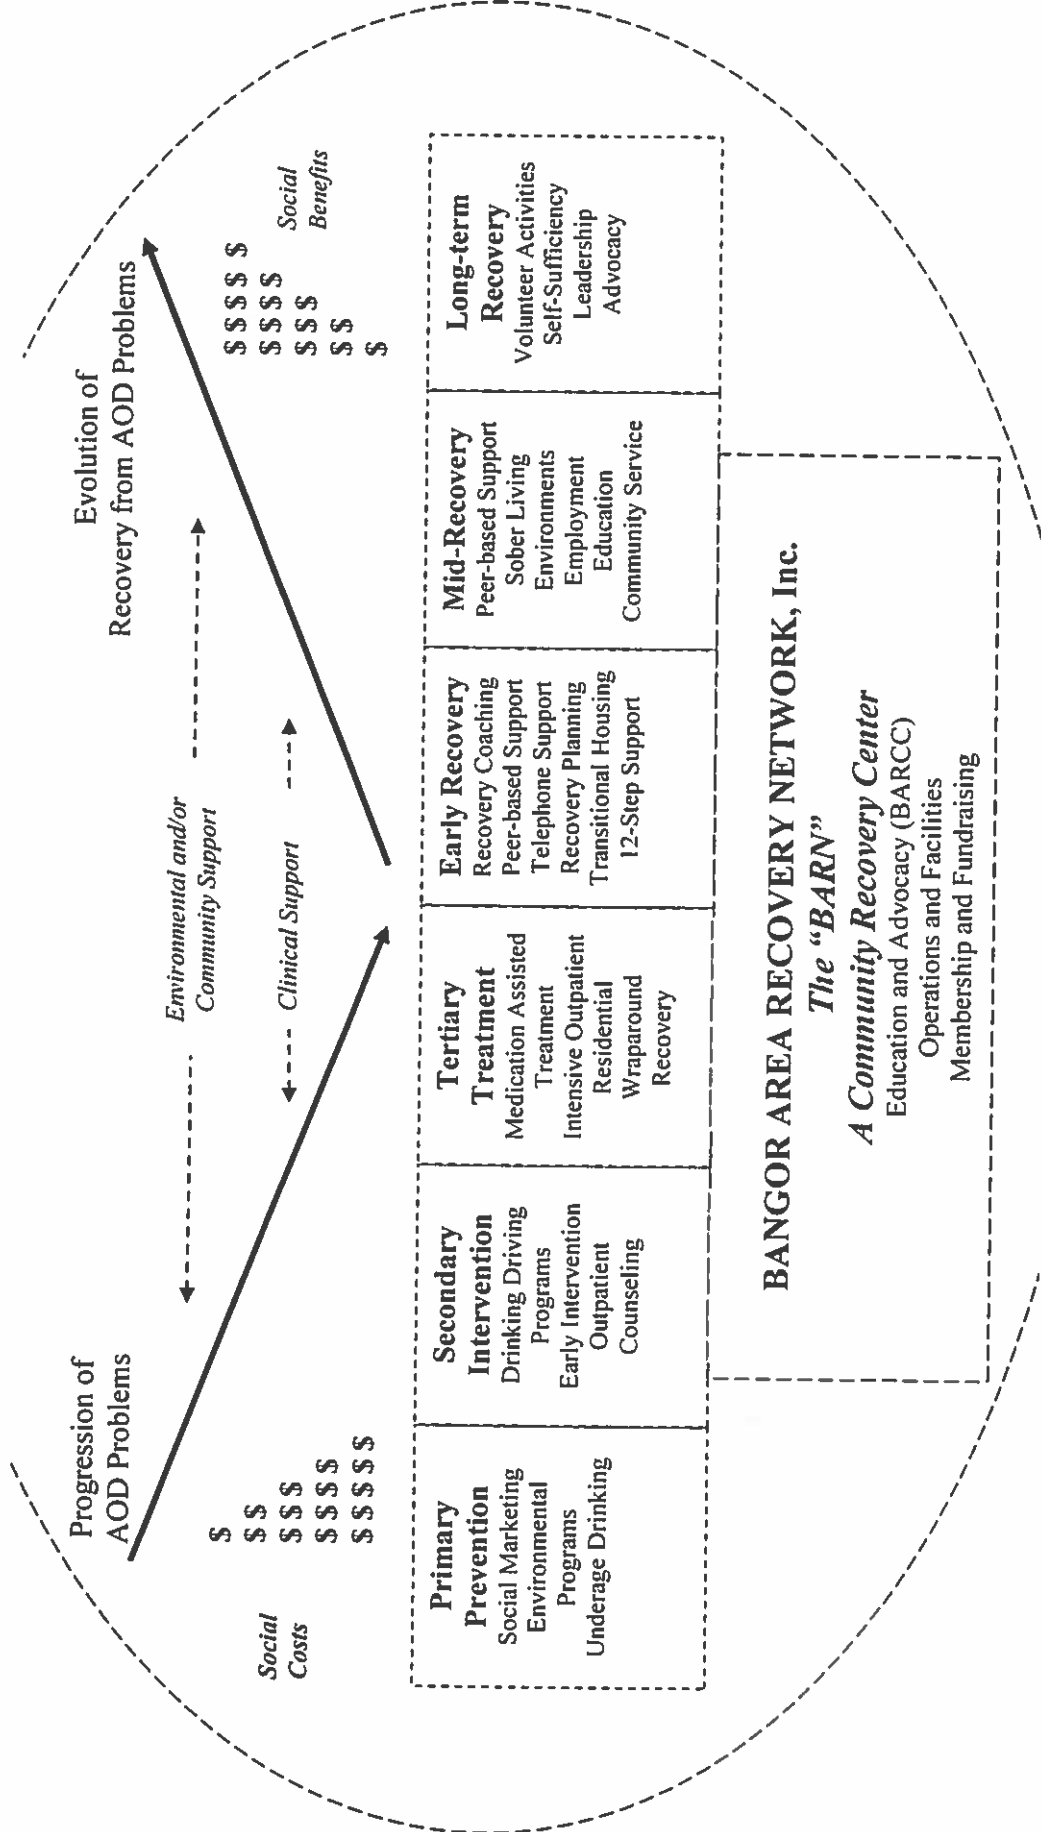 Progression of
AOD Problems
Evolution of
Recovery from AOD Problems
Environmental and/or
Community Support
Clinical Support
Social
Costs
$
$$
$$$
$$$$
$$$$$
$$$$$
$$$$
$$$
$$
$
Social
Benefits
Primary
Prevention
Social Marketing
Environmental
Programs
Underage Drinking
Secondary
Intervention
Drinking Driving
Programs
Early Intervention
Outpatient
Counseling
Tertiary
Treatment
Medication Assisted
Treatment
Intensive Outpatient
Residential
Wraparound
Recovery
Early Recovery
Recovery Coaching
Peer-based Support
Telephone Support
Recovery Planning
Transitional Housing
12-Step Support
Mid-Recovery
Peer-based Support
Sober Living
Environments
Employment
Education
Community Service
Long-term
Recovery
Volunteer Activities
Self-Sufficiency
Leadership
Advocacy
BANGOR AREA RECOVERY NETWORK, Inc.
The “BARN”
A Community Recovery Center
Education and Advocacy (BARCC)
Operations and Facilities
Membership and Fundraising